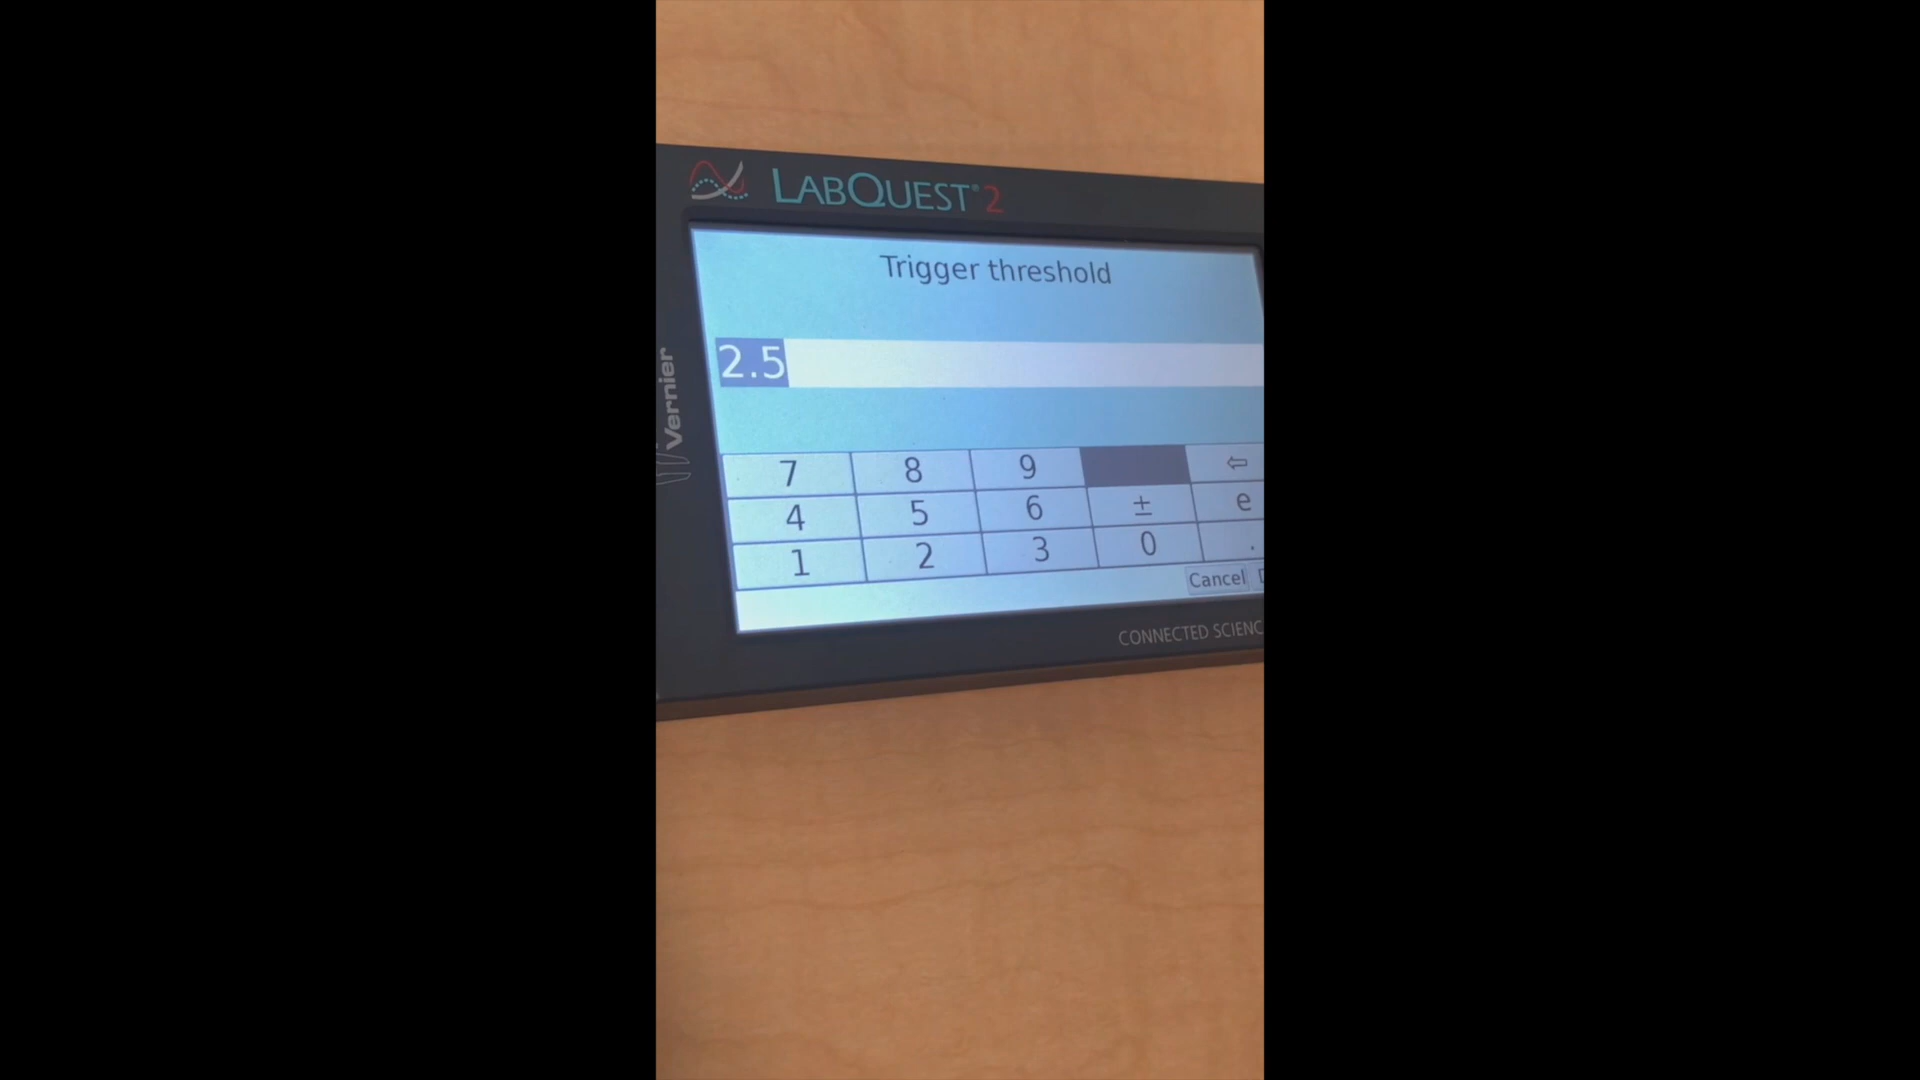 LABQUEST® 2
Trigger threshold
2.5
Vernier
7 8 9 ⇦
4 5 6 ± e
1 2 3 0 .
Cancel
CONNECTED